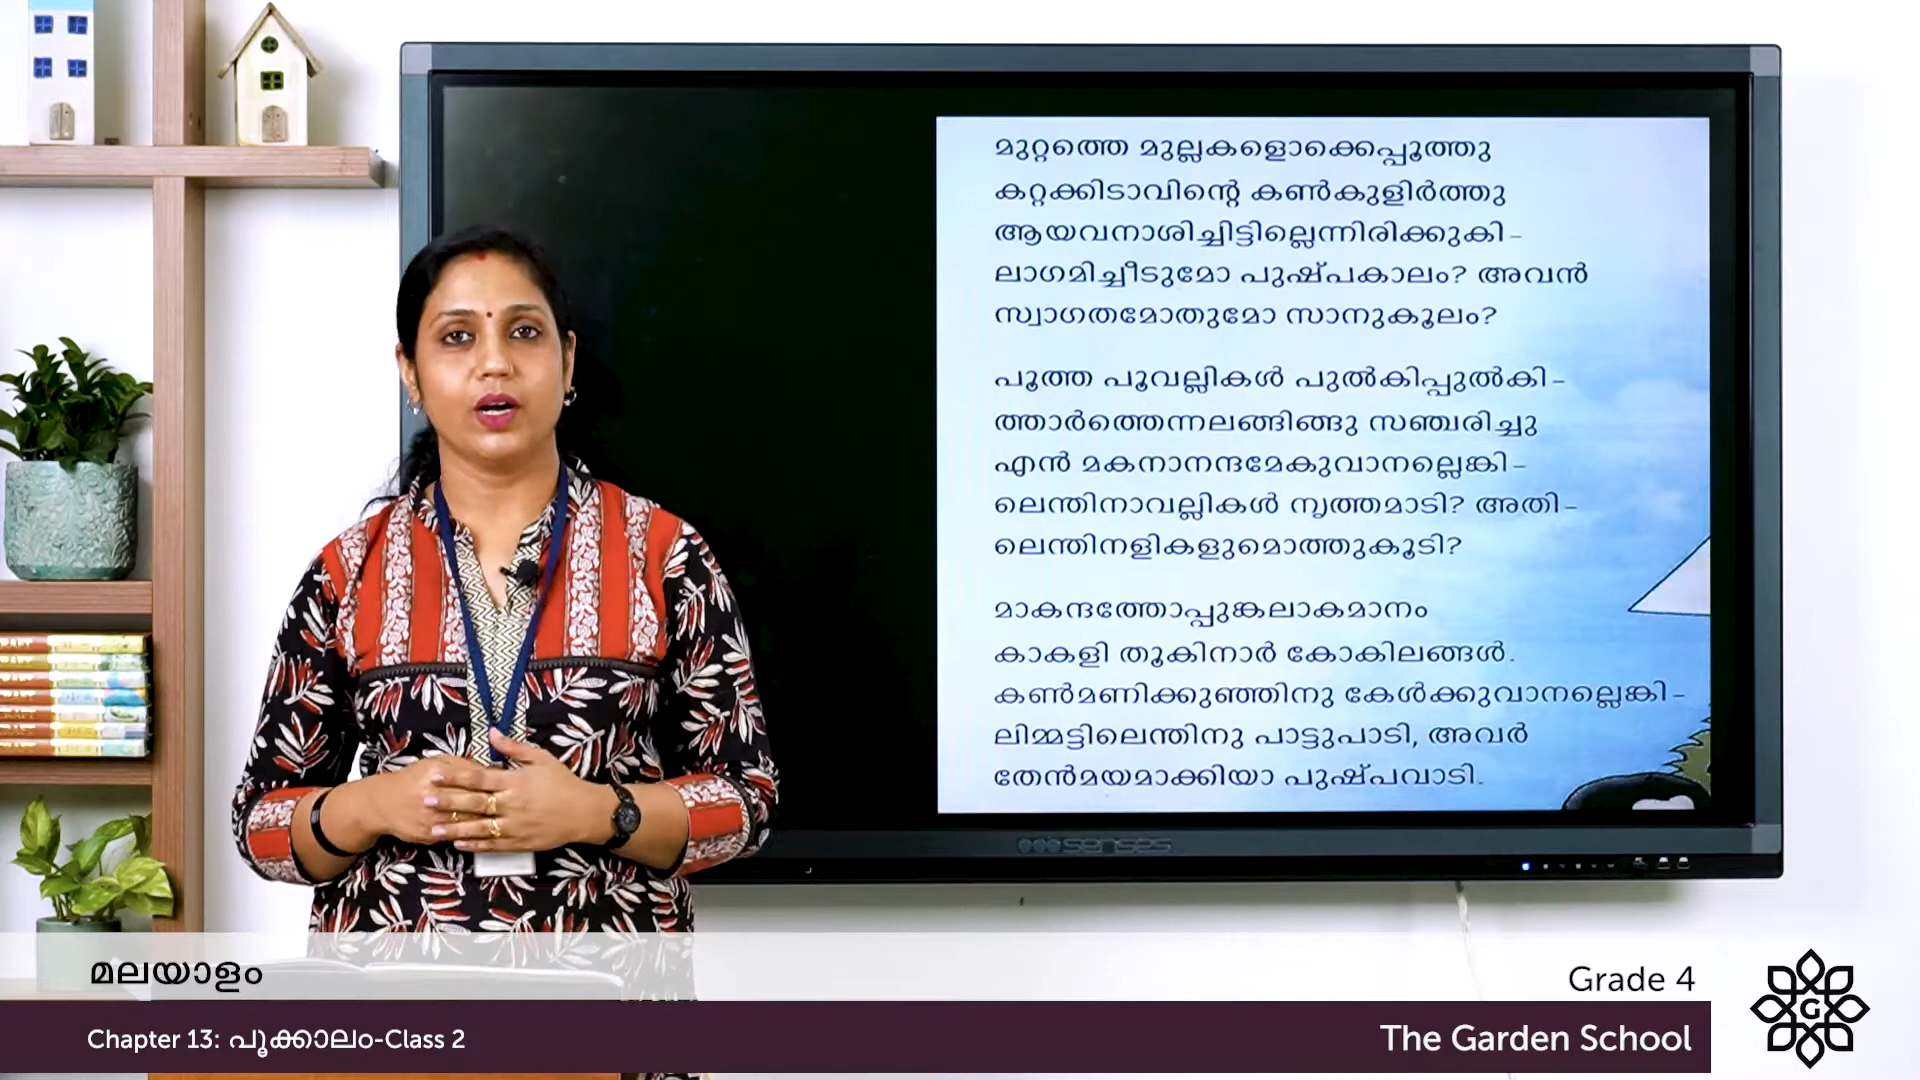 മുറ്റത്തെ മുല്ലകളൊക്കെപ്പൂത്തു
കറ്റക്കിടാവിന്റെ കൺകുളിർത്തു
ആയവനാശിച്ചിട്ടില്ലെന്നിരിക്കുകി-
ലാഗമിച്ചീടുമോ പുഷ്പകാലം? അവൻ
സ്വാഗതമോതുമോ സാനുകൂലം?
പൂത്ത പൂവല്ലികൾ പുൽകിപ്പുൽകി-
ത്താർത്തെന്നലങ്ങിങ്ങു സഞ്ചരിച്ചു
എൻ മകനാനന്ദമേകുവാനല്ലെങ്കി-
ലെന്തിനാവല്ലികൾ നൃത്തമാടി? അതി-
ലെന്തിനളികളുമൊത്തുകൂടി?
മാകന്ദത്തോപ്പുങ്കലാകമാനം
കാകളി തൂകിനാർ കോകിലങ്ങൾ.
കൺമണിക്കുഞ്ഞിനു കേൾക്കുവാനല്ലെങ്കി-
ലിമ്മട്ടിലെന്തിനു പാട്ടുപാടി, അവർ
തേൻമയമാക്കിയാ പുഷ്പവാടി.
senses
മലയാളം
Grade 4
Chapter 13: പൂക്കാലം-Class 2
The Garden School
G